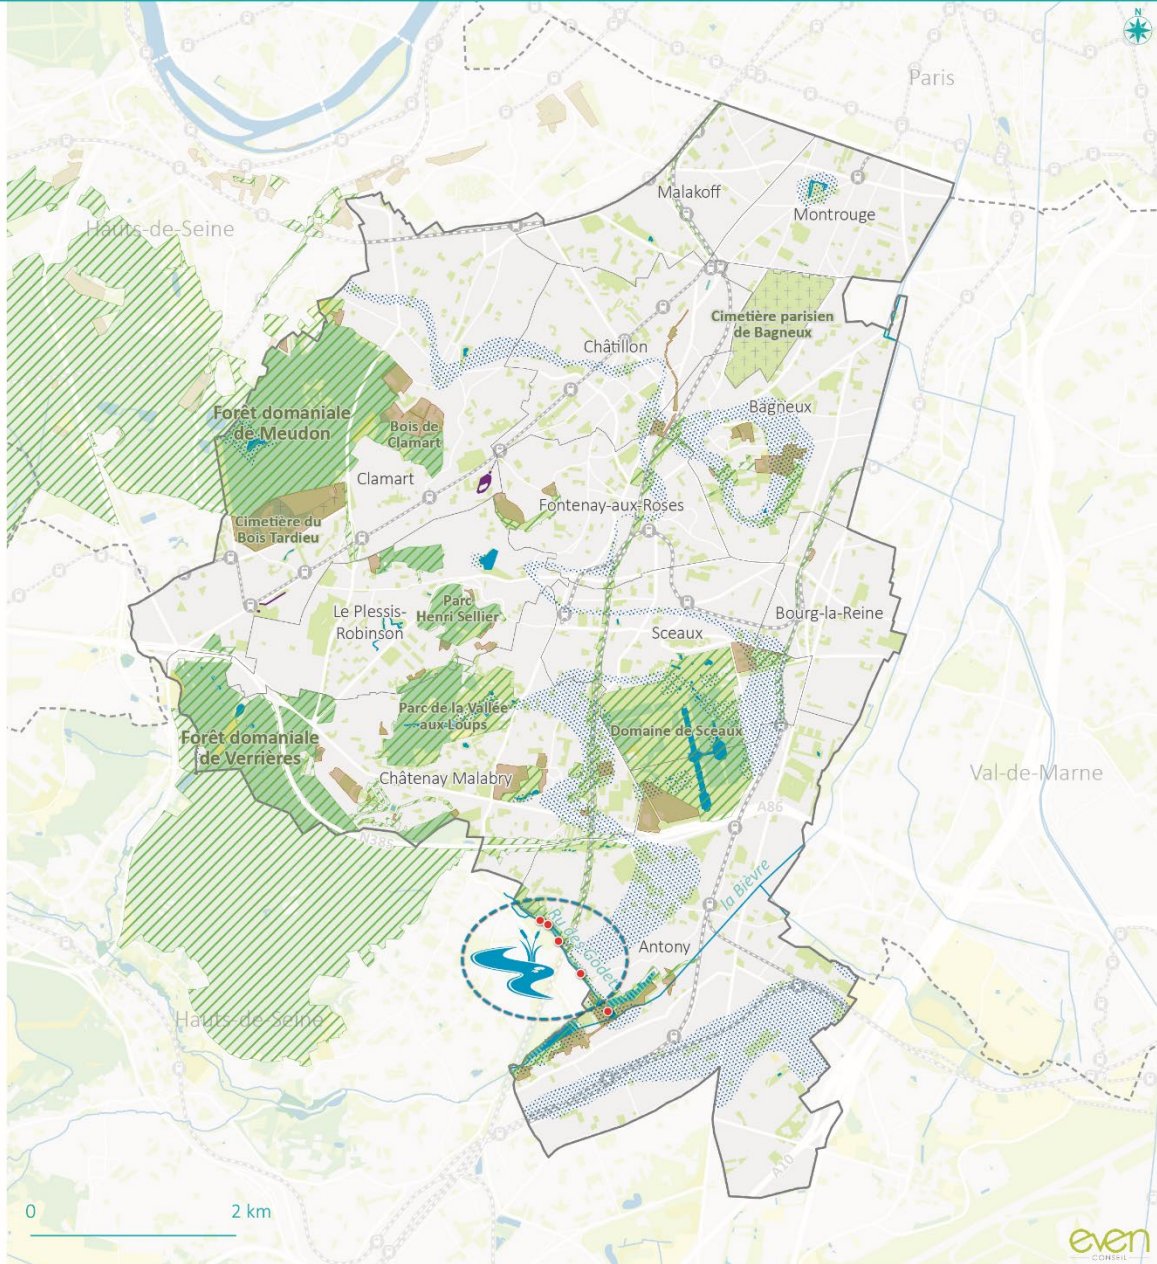 N
Paris
Malakoff
Montrouge
Hauts-de-Seine
Cimetière parisien
de Bagneux
Châtillon
Bagneux
Forêt domaniale
de Meudon
Bois de
Clamart
Clamart
Fontenay-aux-Roses
Cimetière du
Bois Tardieu
Le Plessis-
Robinson
Parc
Henri Sellier
Bourg-la-Reine
Sceaux
Parc de la Vallée
aux Loups
Domaine de Sceaux
Forêt domaniale
de Verrières
Châtenay Malabry
Val-de-Marne
A86
N385
la Bièvre
Ru des Godets
Antony
Hauts-de-Seine
A10
0
2 km
even
CONSEIL